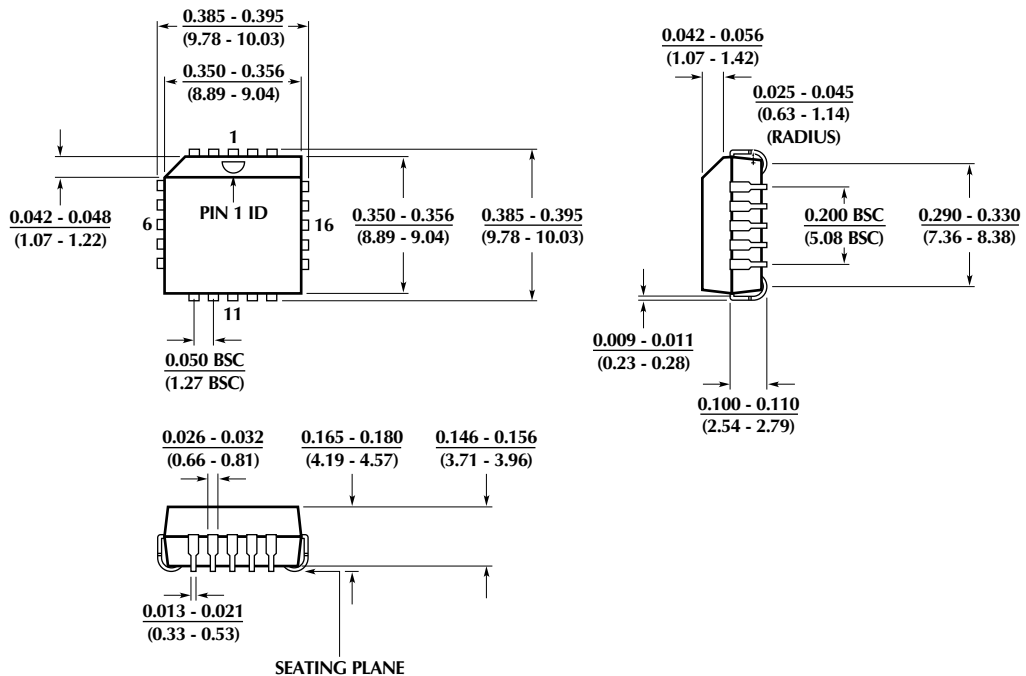 0.385 - 0.395
(9.78 - 10.03)
0.350 - 0.356
(8.89 - 9.04)
1
0.042 - 0.048
(1.07 - 1.22)
6
PIN 1 ID
16
0.350 - 0.356
(8.89 - 9.04)
0.385 - 0.395
(9.78 - 10.03)
11
0.050 BSC
(1.27 BSC)
0.042 - 0.056
(1.07 - 1.42)
0.025 - 0.045
(0.63 - 1.14)
(RADIUS)
0.200 BSC
(5.08 BSC)
0.290 - 0.330
(7.36 - 8.38)
0.009 - 0.011
(0.23 - 0.28)
0.100 - 0.110
(2.54 - 2.79)
0.026 - 0.032
(0.66 - 0.81)
0.165 - 0.180
(4.19 - 4.57)
0.146 - 0.156
(3.71 - 3.96)
0.013 - 0.021
(0.33 - 0.53)
SEATING PLANE